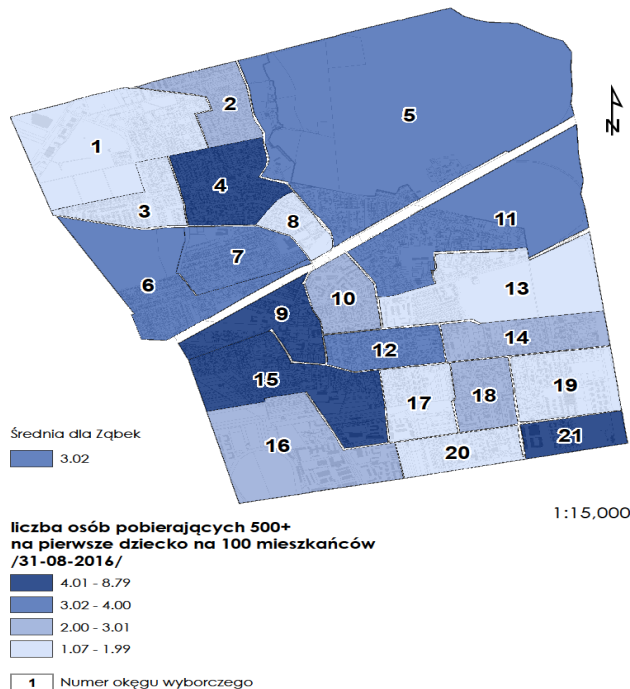 2
5
1
4
3
8
11
7
6
13
10
9
14
12
15
19
17
18
16
21
20
N
Średnia dla Ząbek
3.02
1:15,000
liczba osób pobierających 500+
na pierwsze dziecko na 100 mieszkańców
/31-08-2016/
4.01 - 8.79
3.02 - 4.00
2.00 - 3.01
1.07 - 1.99
1 Numer okęgu wyborczego